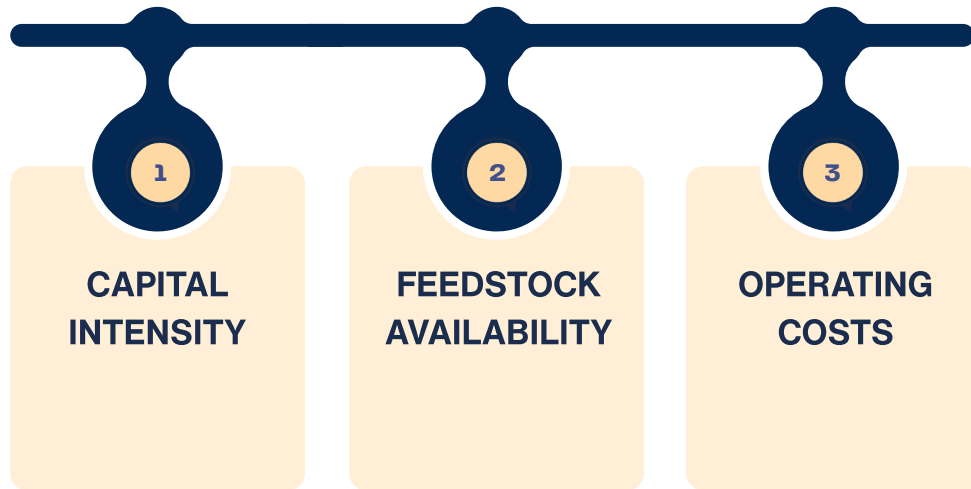 1
CAPITAL
INTENSITY
2
FEEDSTOCK
AVAILABILITY
3
OPERATING
COSTS